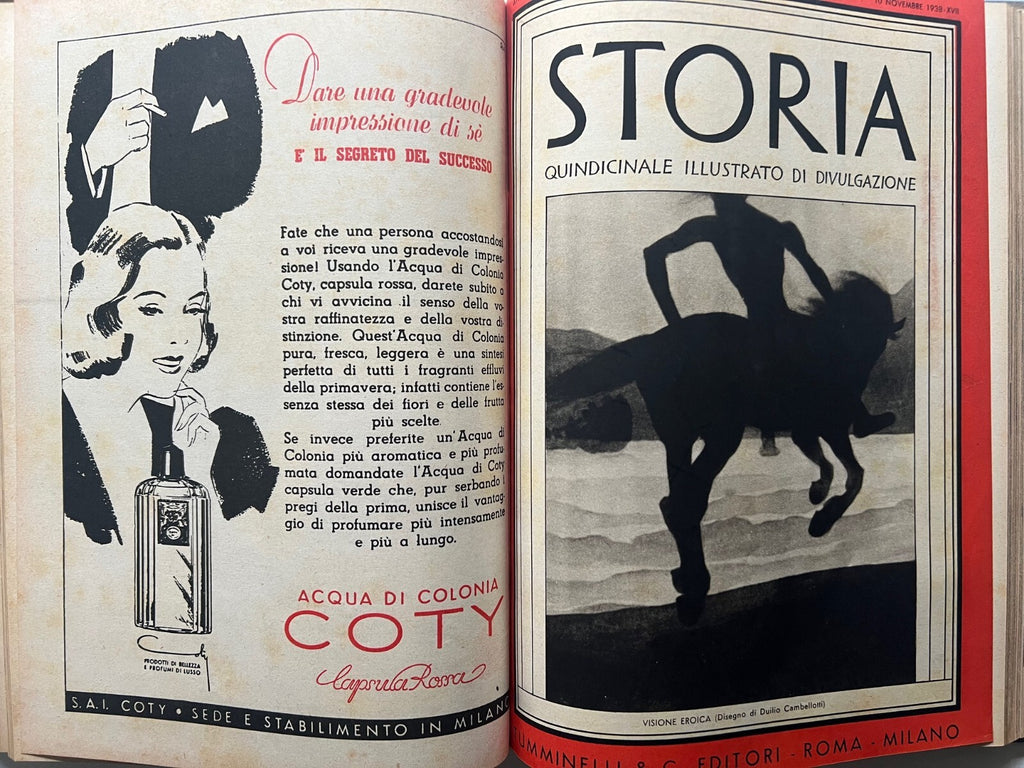 Dare una gradevole
impressione di sè
E' IL SEGRETO DEL SUCCESSO
Fate che una persona accostandosi
a voi riceva una gradevole impres-
sione! Usando l'Acqua di Colonia
Coty, capsula rossa, darete subito a
chi vi avvicina il senso della vo-
stra raffinatezza e della vostra di-
stinzione. Quest'Acqua di Colonia
pura, fresca, leggera è una sintesi
perfetta di tutti i fragranti effluvi
della primavera; infatti contiene l'es-
senza stessa dei fiori e delle frutta
più scelte.
Se invece preferite un'Acqua di
Colonia più aromatica e più profu-
mata domandate l'Acqua di Coty
capsula verde che, pur serbando i
pregi della prima, unisce il vantag-
gio di profumare più intensamente
e più a lungo.
ACQUA DI COLONIA
COTY
Capsula Rossa
Coty
PRODOTTI DI BELLEZZA
E PROFUMI DI LUSSO
S.A.I. COTY • SEDE E STABILIMENTO IN MILANO
10 NOVEMBRE 1938-XVII
STORIA
QUINDICINALE ILLUSTRATO DI DIVULGAZIONE
VISIONE EROICA (Disegno di Duilio Cambellotti)
TUMMINELLI & C. EDITORI - ROMA - MILANO